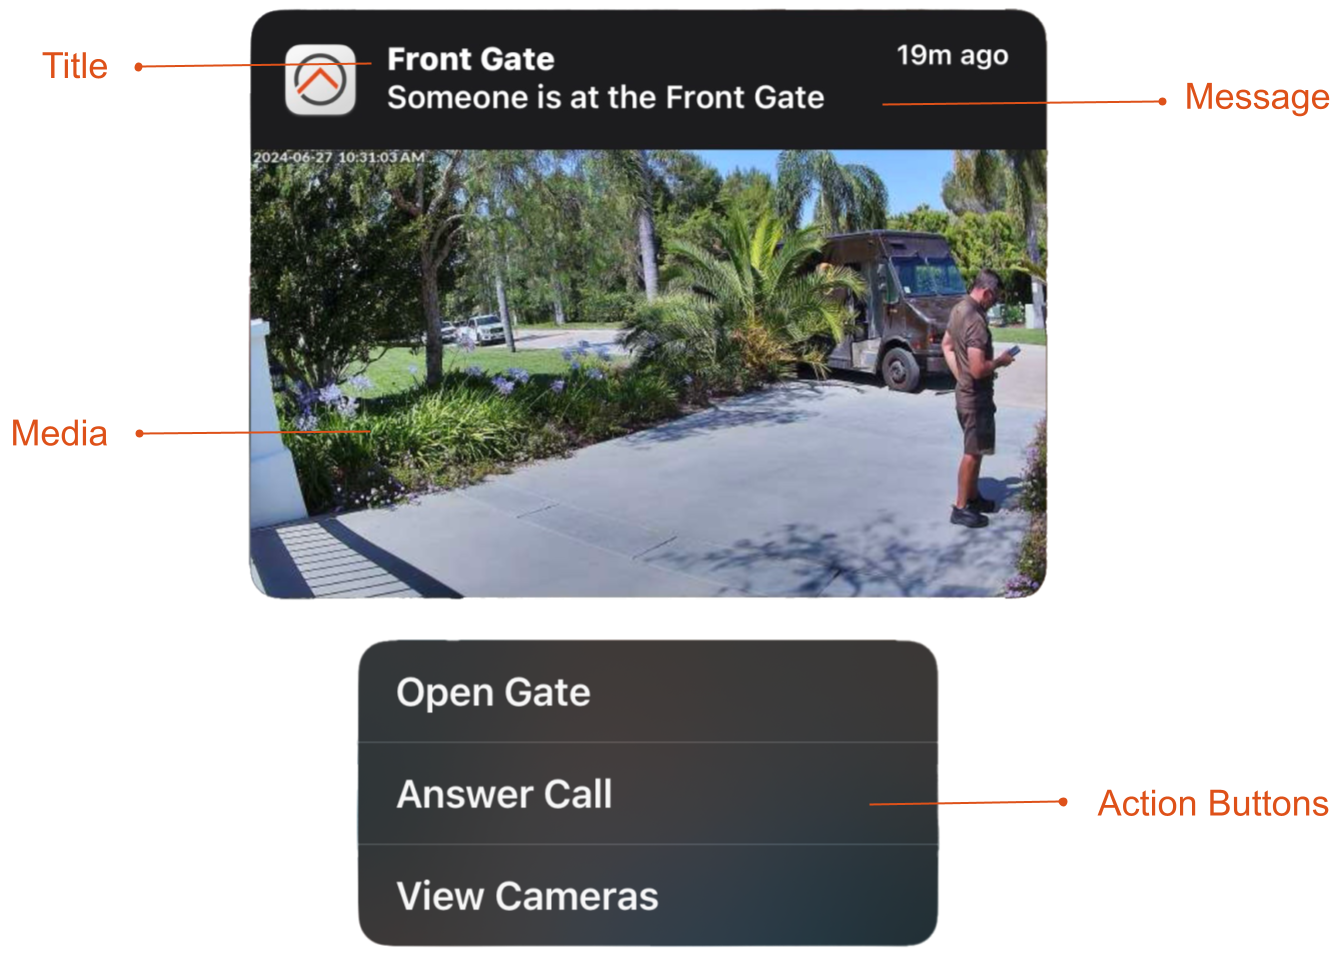 Title
Front Gate
19m ago
Someone is at the Front Gate
Message
2024-06-27 10:31:03 AM
Media
Open Gate
Answer Call
Action Buttons
View Cameras